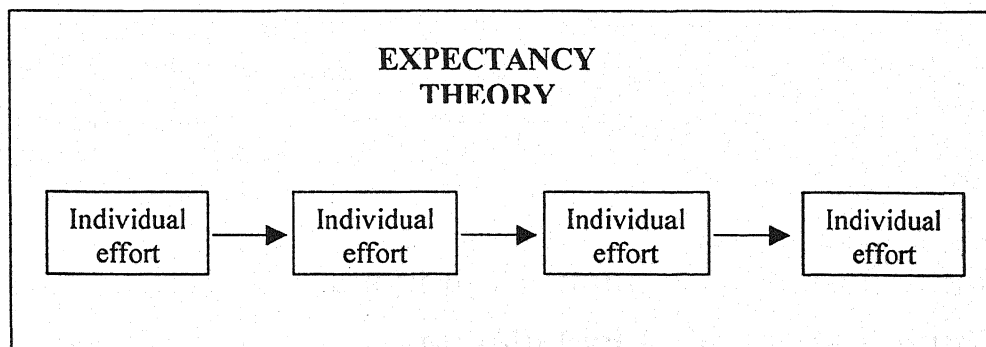 EXPECTANCY
THEORY
Individual
effort
Individual
effort
Individual
effort
Individual
effort